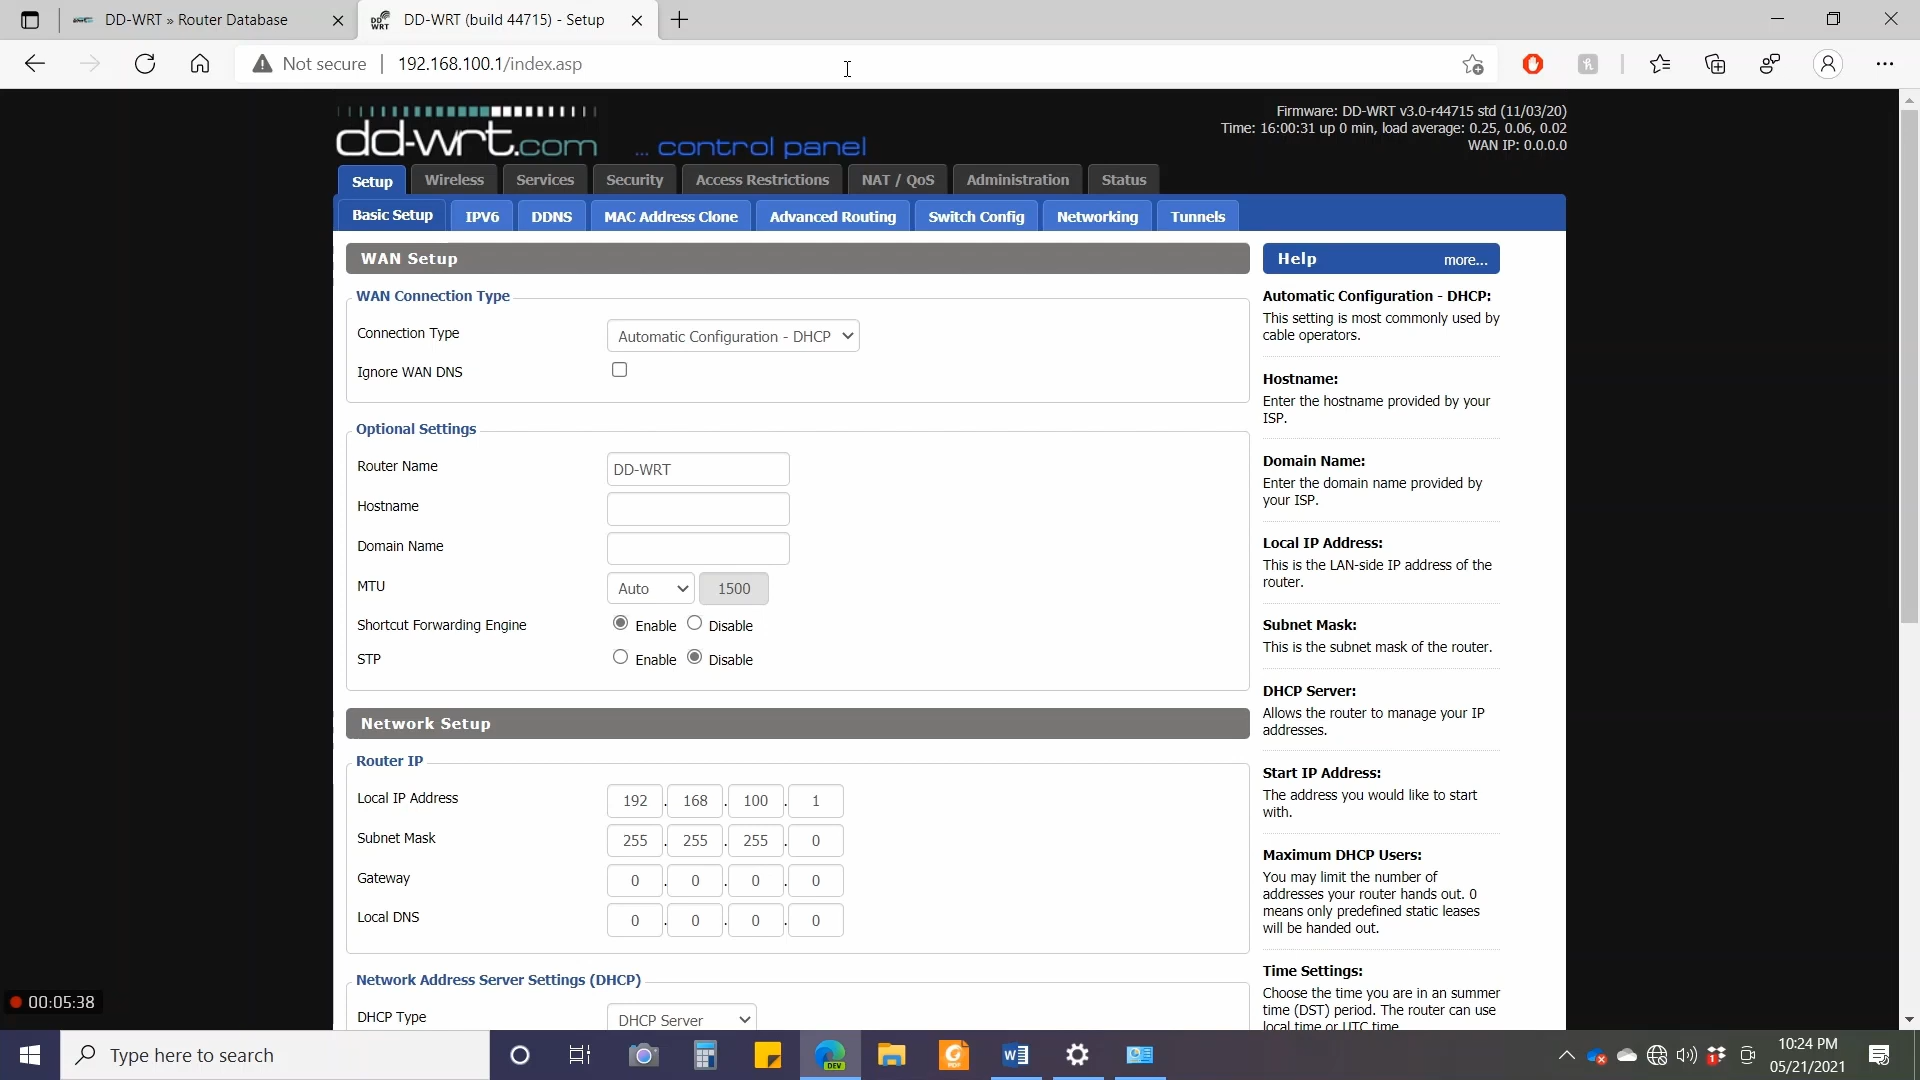 DD-WRT » Router Database
DD-WRT (build 44715) - Setup
Not secure
192.168.100.1/index.asp
dd-wrt.com ... control panel
Firmware: DD-WRT v3.0-r44715 std (11/03/20)
Time: 16:00:31 up 0 min, load average: 0.25, 0.06, 0.02
WAN IP: 0.0.0.0
Setup Wireless Services Security Access Restrictions NAT / QoS Administration Status
Basic Setup IPV6 DDNS MAC Address Clone Advanced Routing Switch Config Networking Tunnels
WAN Setup
WAN Connection Type
Connection Type Automatic Configuration - DHCP
Ignore WAN DNS
Optional Settings
Router Name DD-WRT
Hostname
Domain Name
MTU Auto 1500
Shortcut Forwarding Engine Enable Disable
STP Enable Disable
Network Setup
Router IP
Local IP Address 192 . 168 . 100 . 1
Subnet Mask 255 . 255 . 255 . 0
Gateway 0 . 0 . 0 . 0
Local DNS 0 . 0 . 0 . 0
Network Address Server Settings (DHCP)
DHCP Type DHCP Server
Help more...
Automatic Configuration - DHCP:
This setting is most commonly used by
cable operators.
Hostname:
Enter the hostname provided by your
ISP.
Domain Name:
Enter the domain name provided by
your ISP.
Local IP Address:
This is the LAN-side IP address of the
router.
Subnet Mask:
This is the subnet mask of the router.
DHCP Server:
Allows the router to manage your IP
addresses.
Start IP Address:
The address you would like to start
with.
Maximum DHCP Users:
You may limit the number of
addresses your router hands out. 0
means only predefined static leases
will be handed out.
Time Settings:
Choose the time you are in an summer
time (DST) period. The router can use
local time or UTC time.
00:05:38
Type here to search
DEV
10:24 PM
05/21/2021